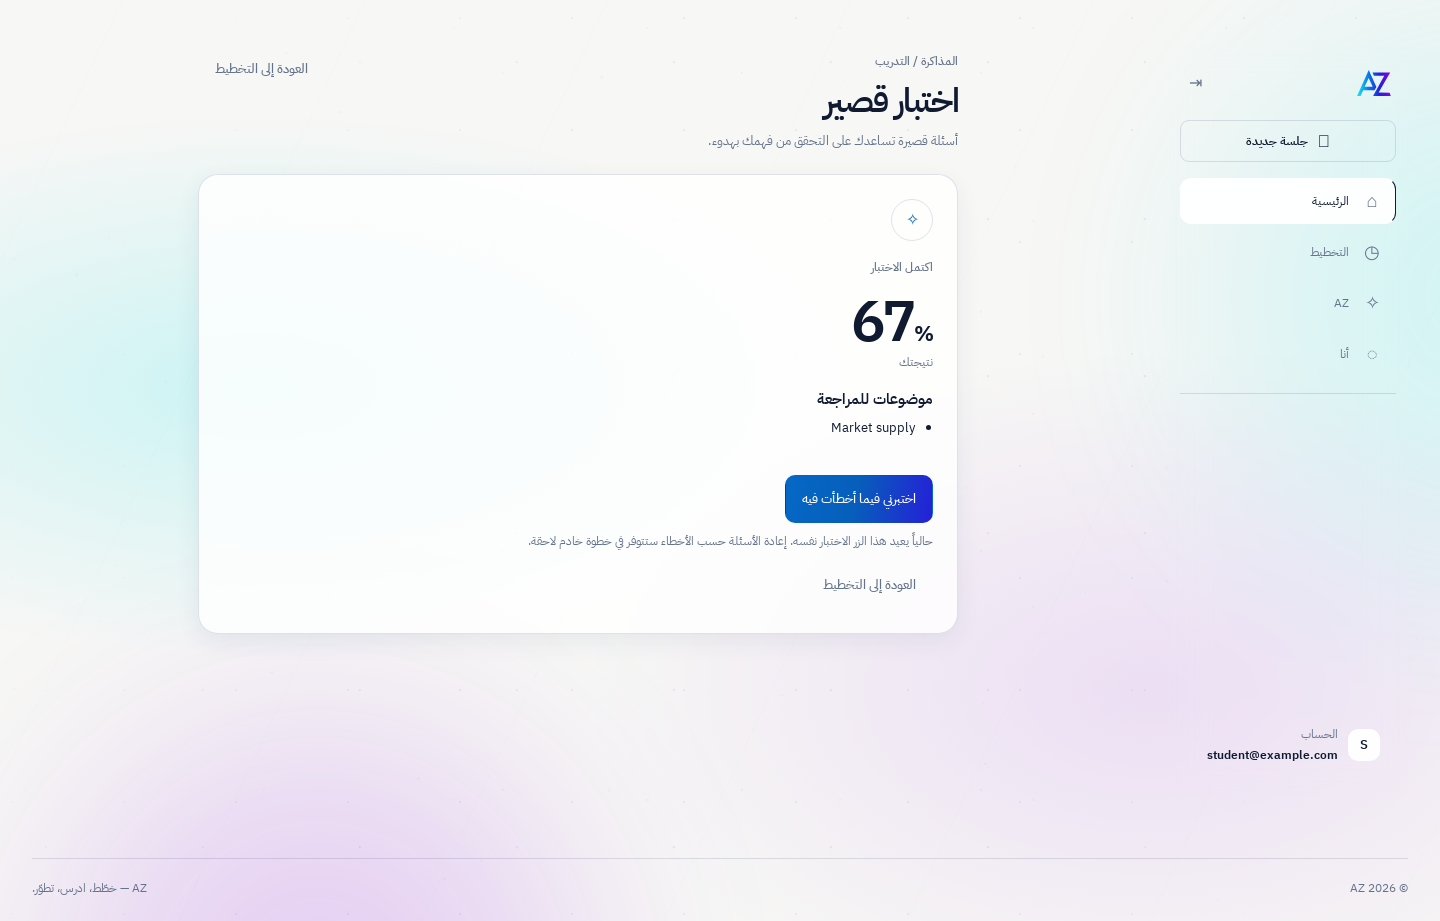 AZ
جلسة جديدة
الرئيسية
التخطيط
AZ
أنا
الحساب
S
student@example.com
المذاكرة / التدريب
اختبار قصير
أسئلة قصيرة تساعدك على التحقق من فهمك بهدوء.
العودة إلى التخطيط
اكتمل الاختبار
67%
نتيجتك
موضوعات للمراجعة
Market supply
اختبرني فيما أخطأت فيه
حالياً يعيد هذا الزر الاختبار نفسه. إعادة الأسئلة حسب الأخطاء ستتوفر في خطوة خادم لاحقة.
العودة إلى التخطيط
© 2026 AZ
AZ — خطّط، ادرس، تطوّر.